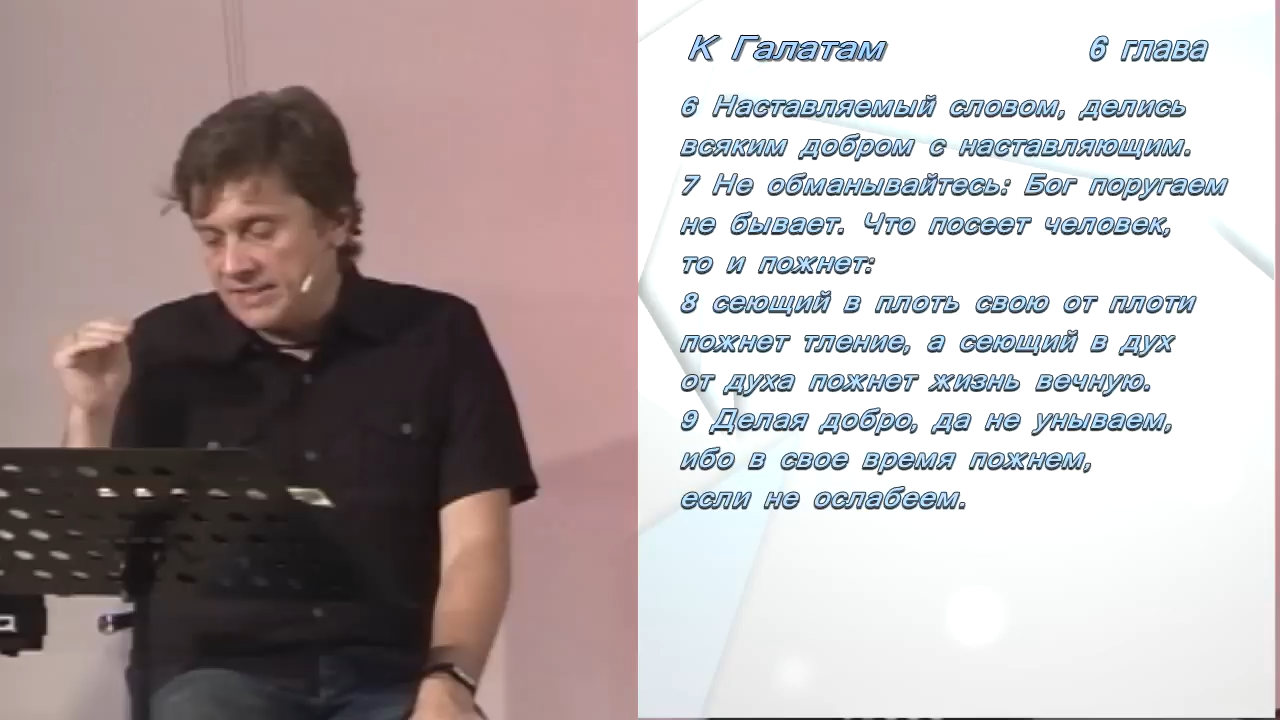 К Галатам 6 глава
6 Наставляемый словом, делись
всяким добром с наставляющим.
7 Не обманывайтесь: Бог поругаем
не бывает. Что посеет человек,
то и пожнет:
8 сеющий в плоть свою от плоти
пожнет тление, а сеющий в дух
от духа пожнет жизнь вечную.
9 Делая добро, да не унываем,
ибо в свое время пожнем,
если не ослабеем.